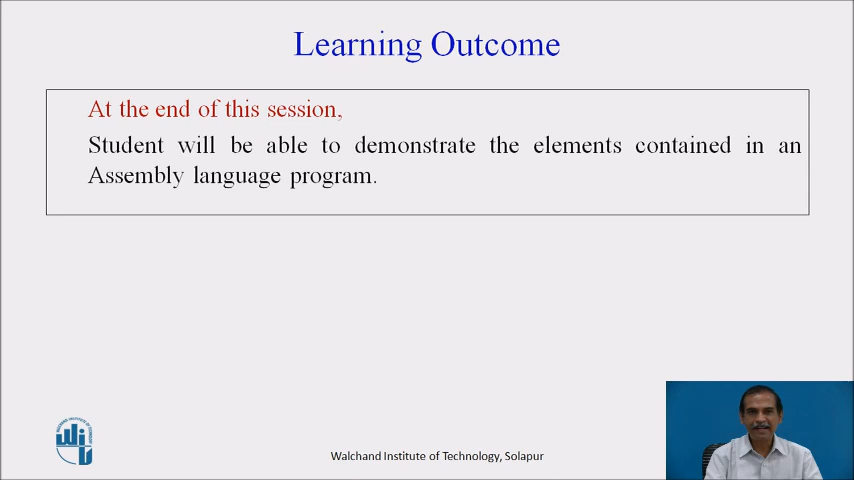 Learning Outcome
At the end of this session,
Student will be able to demonstrate the elements contained in an
Assembly language program.
Walchand Institute of Technology, Solapur